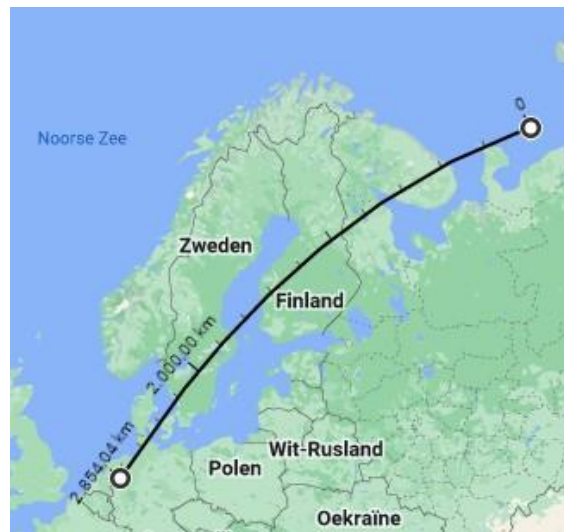 0
Noorse Zee
Zweden
Finland
2.000,00 km
2.854,04 km
Wit-Rusland
Polen
Oekraïne